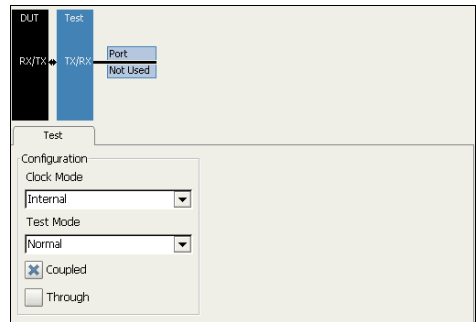 DUT Test
RX/TX TX/RX Port
Not Used
Test
Configuration
Clock Mode
Internal
Test Mode
Normal
Coupled
Through